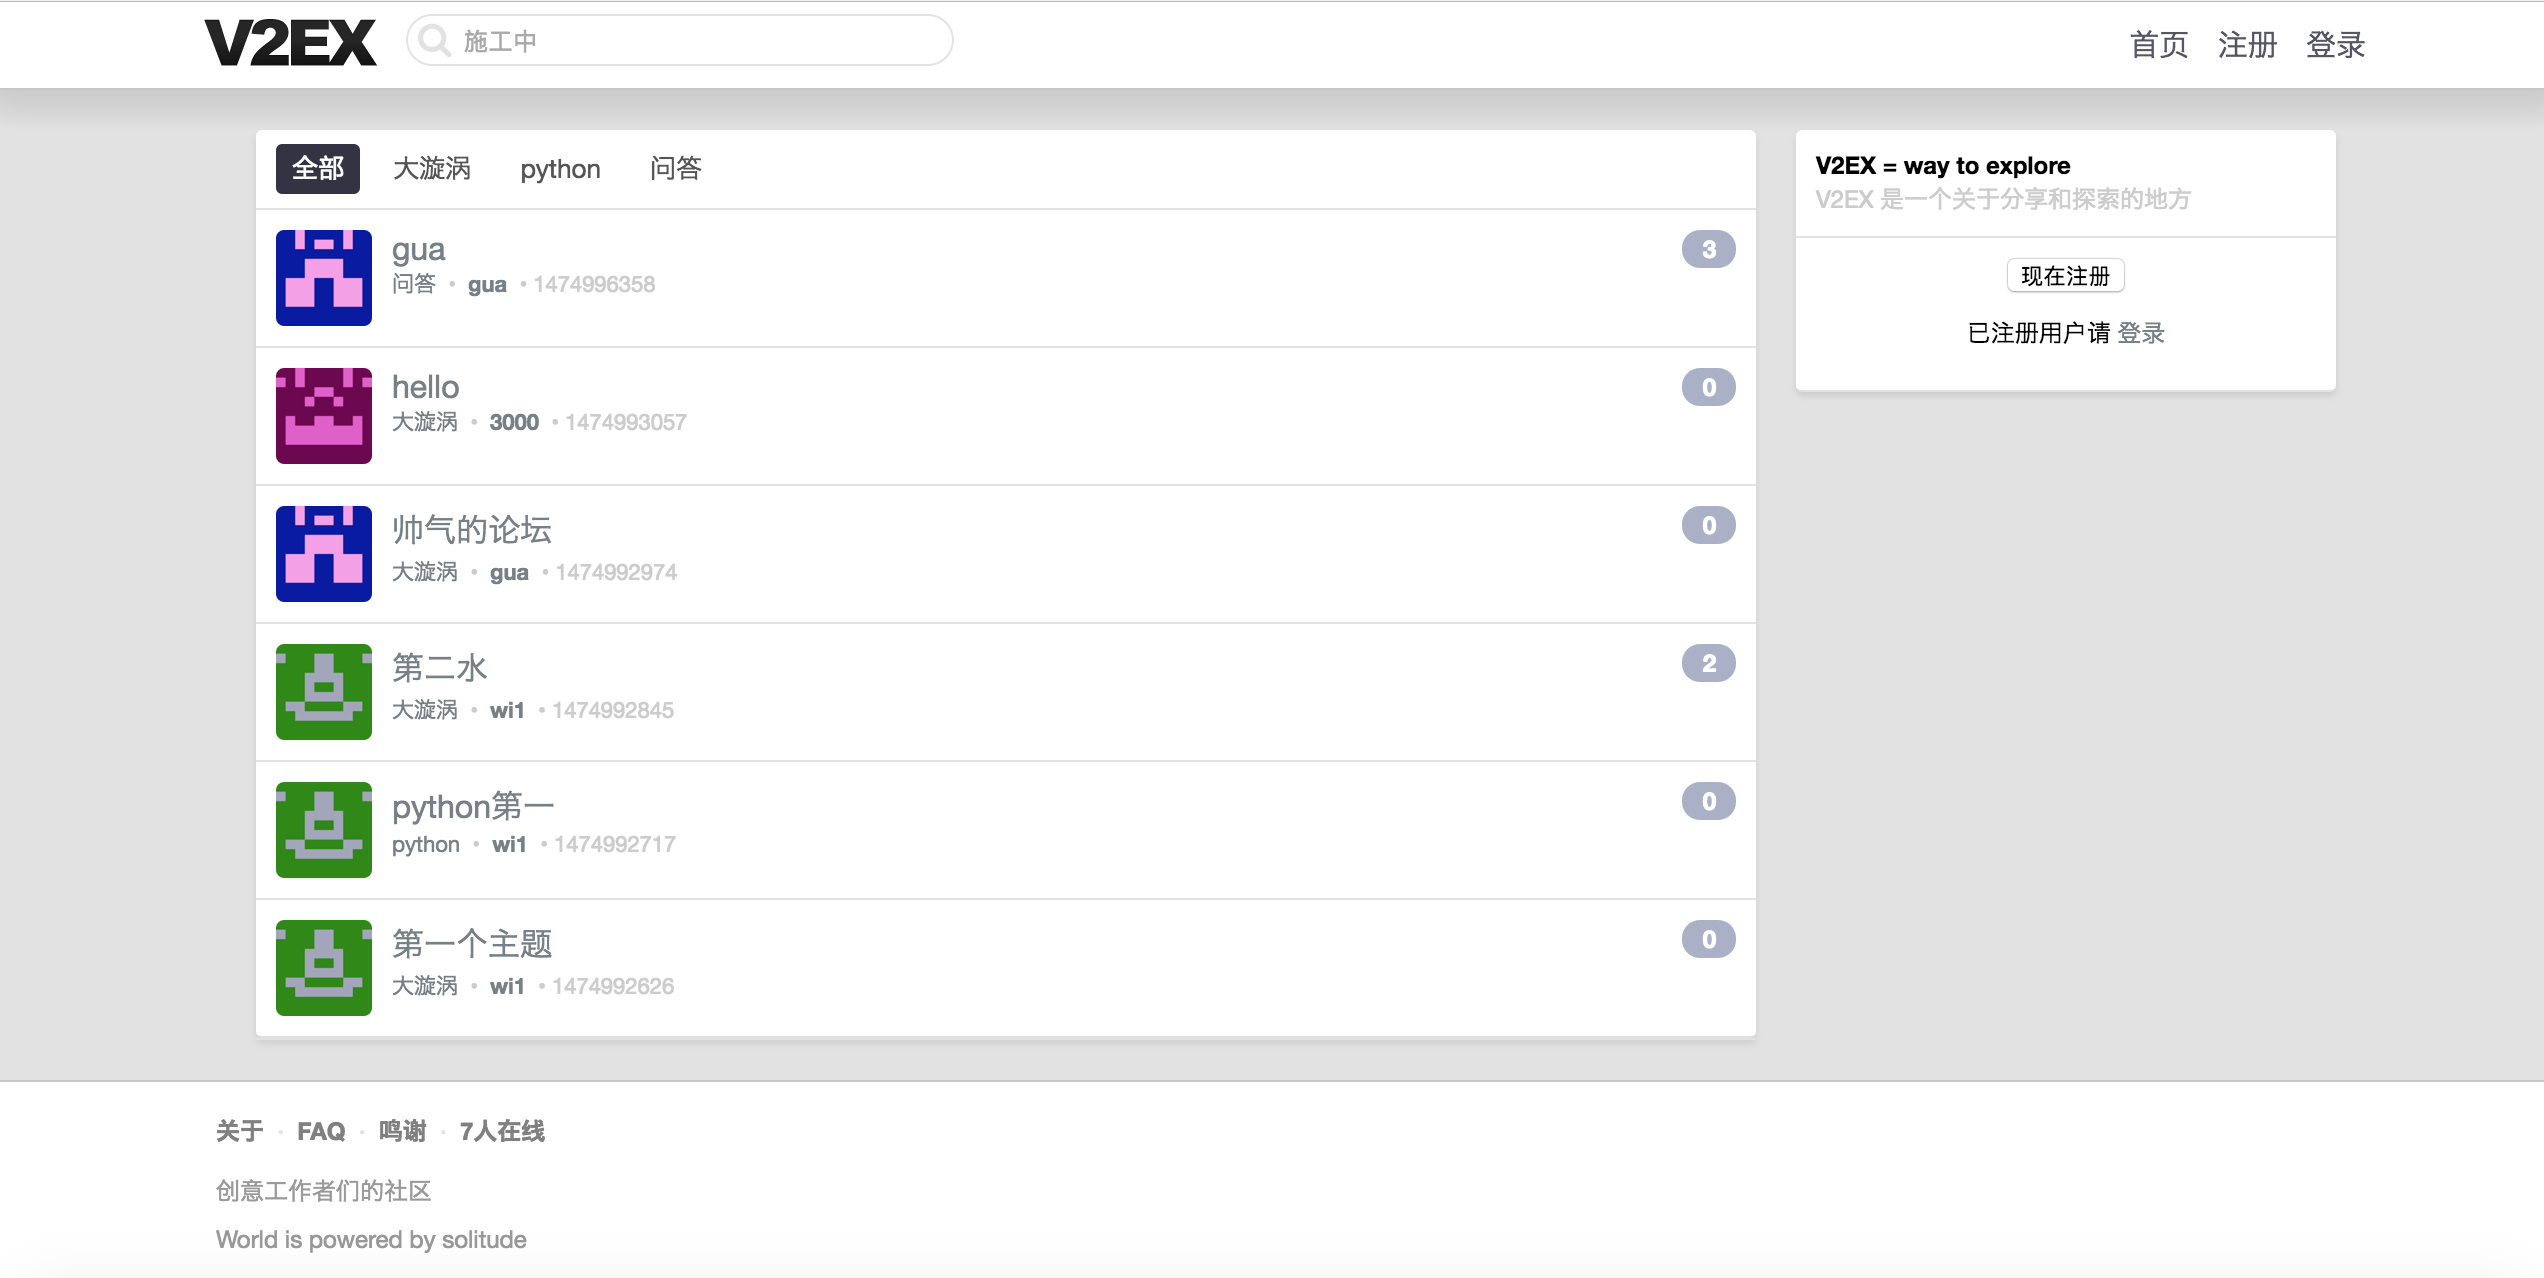 V2EX 施工中 首页 注册 登录
全部 大漩涡 python 问答
gua 3
问答 • gua • 1474996358
hello 0
大漩涡 • 3000 • 1474993057
帅气的论坛 0
大漩涡 • gua • 1474992974
第二水 2
大漩涡 • wi1 • 1474992845
python第一 0
python • wi1 • 1474992717
第一个主题 0
大漩涡 • wi1 • 1474992626
V2EX = way to explore
V2EX 是一个关于分享和探索的地方
现在注册
已注册用户请 登录
关于 · FAQ · 鸣谢 · 7人在线
创意工作者们的社区
World is powered by solitude